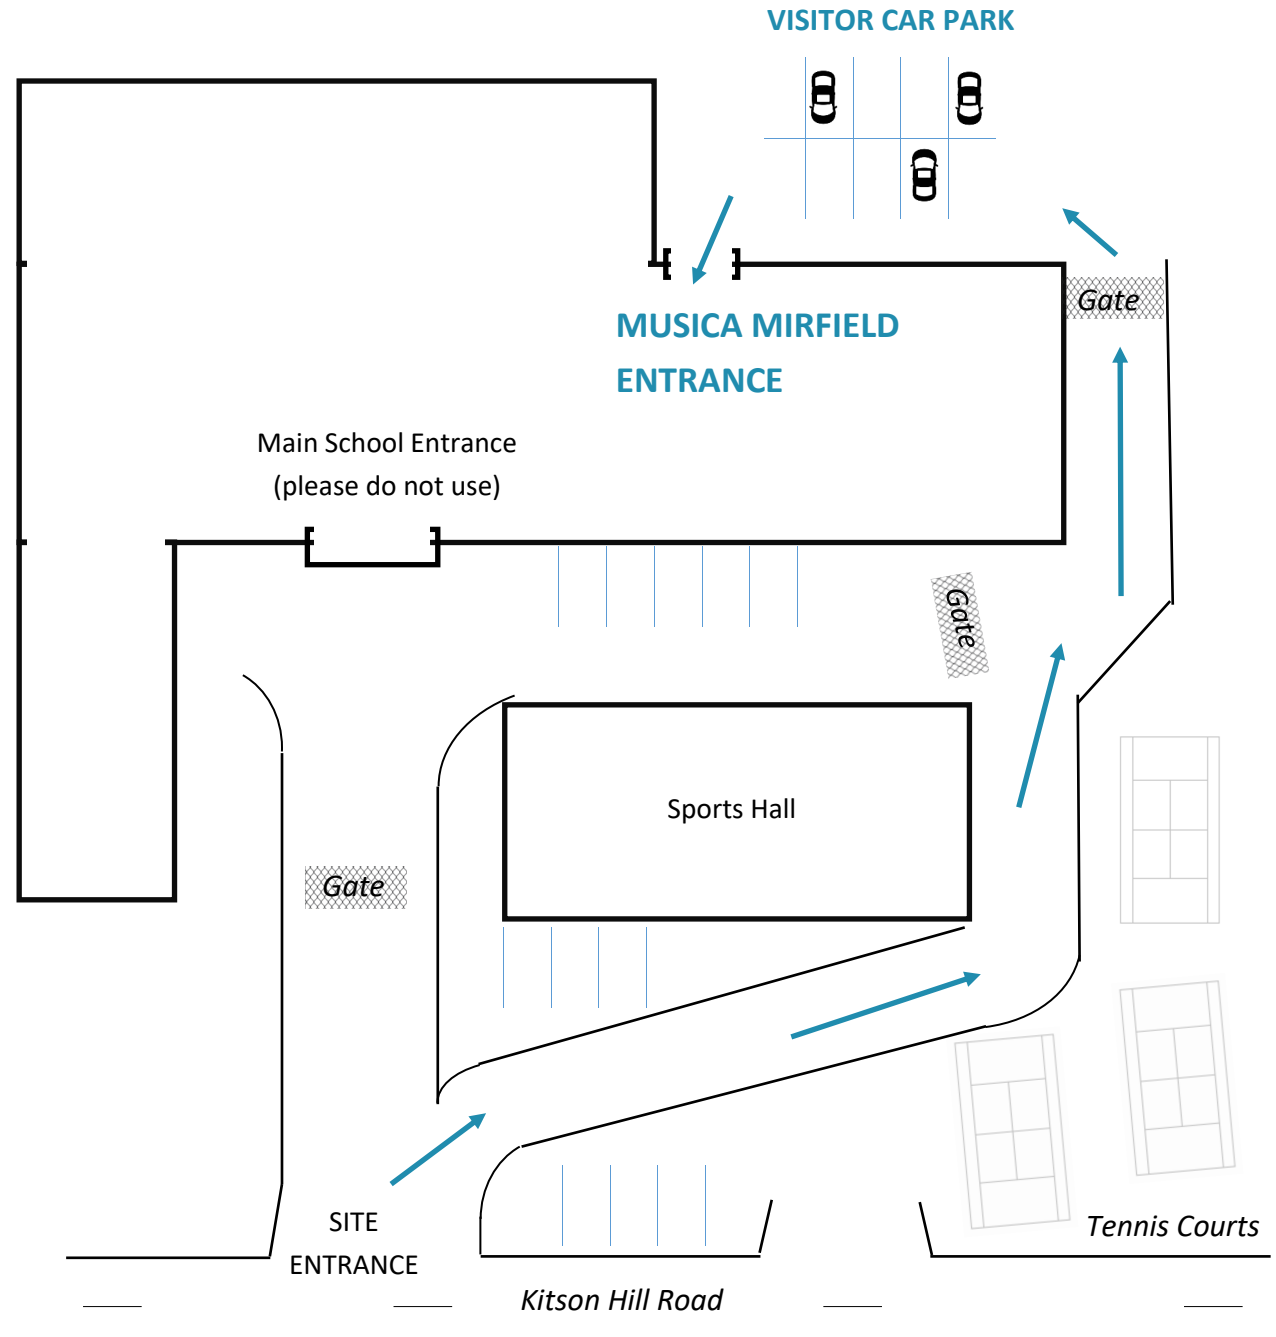 VISITOR CAR PARK
Gate
MUSICA MIRFIELD
ENTRANCE
Main School Entrance
(please do not use)
Gate
Sports Hall
Gate
SITE
ENTRANCE
Tennis Courts
Kitson Hill Road